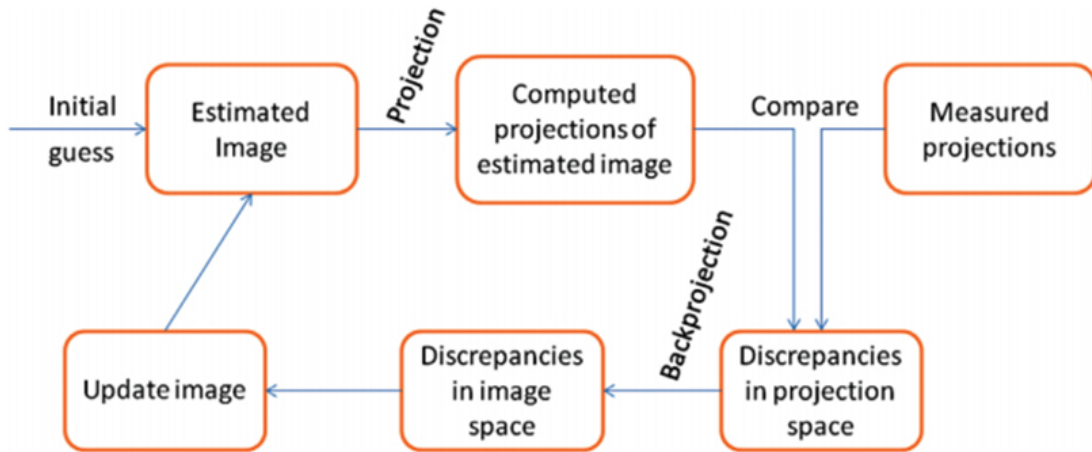 Initial
guess
Estimated
Image
Projection
Computed
projections of
estimated image
Compare
Measured
projections
Update image
Discrepancies
in image
space
Backprojection
Discrepancies
in projection
space